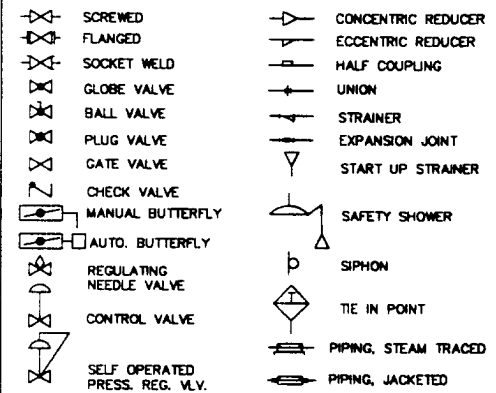 SCREWED
FLANGED
SOCKET WELD
GLOBE VALVE
BALL VALVE
PLUG VALVE
GATE VALVE
CHECK VALVE
MANUAL BUTTERFLY
AUTO. BUTTERFLY
REGULATING
NEEDLE VALVE
CONTROL VALVE
SELF OPERATED
PRESS. REG. VLV.
CONCENTRIC REDUCER
ECCENTRIC REDUCER
HALF COUPLING
UNION
STRAINER
EXPANSION JOINT
START UP STRAINER
SAFETY SHOWER
SIPHON
T
TIE IN POINT
PIPING, STEAM TRACED
PIPING, JACKETED